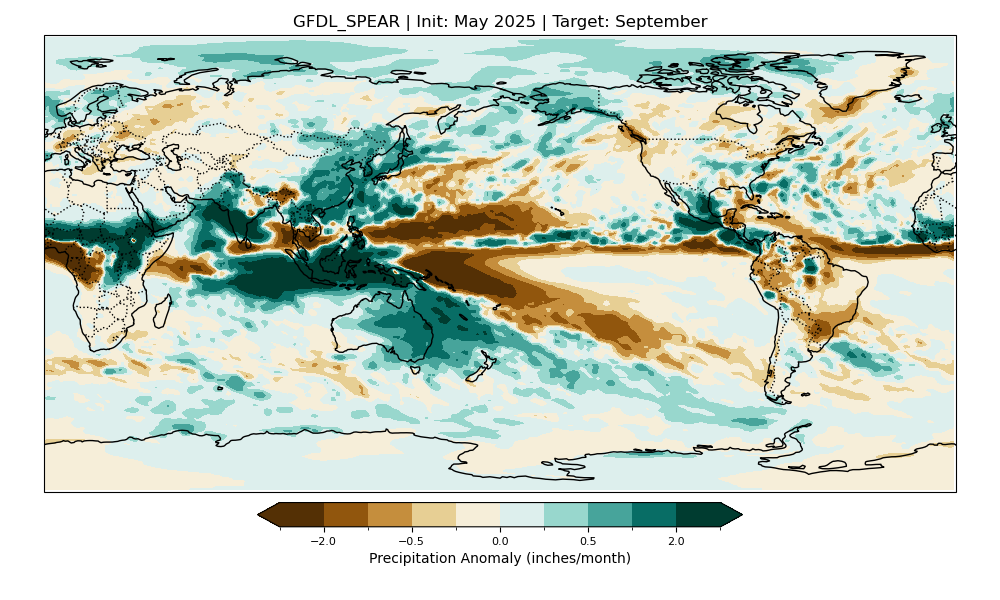 GFDL_SPEAR | Init: May 2025 | Target: September
−2.0 −0.5 0.0 0.5 2.0
Precipitation Anomaly (inches/month)